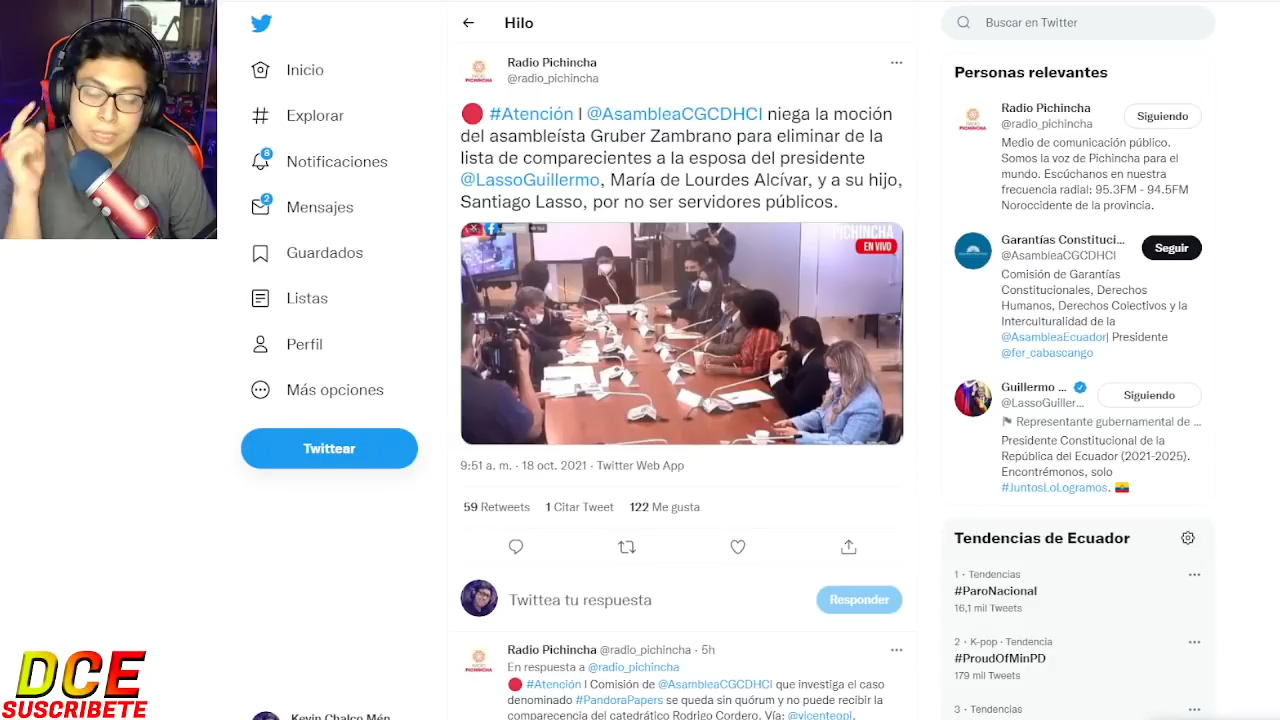 Hilo
Buscar en Twitter
Inicio
Explorar
8
Notificaciones
2
Mensajes
Guardados
Listas
Perfil
Más opciones
Twittear
Radio Pichincha
@radio_pichincha
#Atención | @AsambleaCGCDHCI niega la moción
del asambleísta Gruber Zambrano para eliminar de la
lista de comparecientes a la esposa del presidente
@LassoGuillermo, María de Lourdes Alcívar, y a su hijo,
Santiago Lasso, por no ser servidores públicos.
PICHINCHA
EN VIVO
9:51 a. m. · 18 oct. 2021 · Twitter Web App
59 Retweets 1 Citar Tweet 122 Me gusta
Twittea tu respuesta
Responder
Radio Pichincha @radio_pichincha · 5h
En respuesta a @radio_pichincha
#Atención | Comisión de @AsambleaCGCDHCI que investiga el caso
denominado #PandoraPapers se queda sin quórum y no puede recibir la
comparecencia del catedrático Rodrigo Cordero. Vía: @vicenteopi,
Personas relevantes
Radio Pichincha
@radio_pichincha
Siguiendo
Medio de comunicación público.
Somos la voz de Pichincha para el
mundo. Escúchanos en nuestra
frecuencia radial: 95.3FM - 94.5FM
Noroccidente de la provincia.
Garantías Constituci...
@AsambleaCGCDHCI
Seguir
Comisión de Garantías
Constitucionales, Derechos
Humanos, Derechos Colectivos y la
Interculturalidad de la
@AsambleaEcuador| Presidente
@fer_cabascango
Guillermo ...
@LassoGuiller...
Siguiendo
Representante gubernamental de ...
Presidente Constitucional de la
República del Ecuador (2021-2025).
Encontrémonos, solo
#JuntosLoLogramos.
Tendencias de Ecuador
1 · Tendencias
#ParoNacional
16,1 mil Tweets
2 · K-pop · Tendencia
#ProudOfMinPD
179 mil Tweets
3 · Tendencias
DCE
SUSCRIBETE
Kevin Chalco Mén